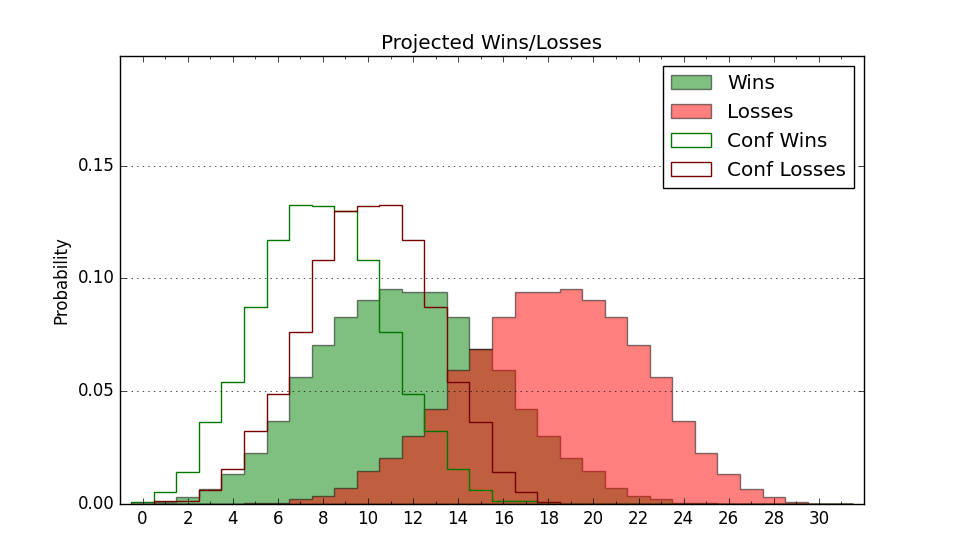 Projected Wins/Losses
Wins
Losses
Conf Wins
Conf Losses
Probability
0.15
0.10
0.05
0.00
0 2 4 6 8 10 12 14 16 18 20 22 24 26 28 30